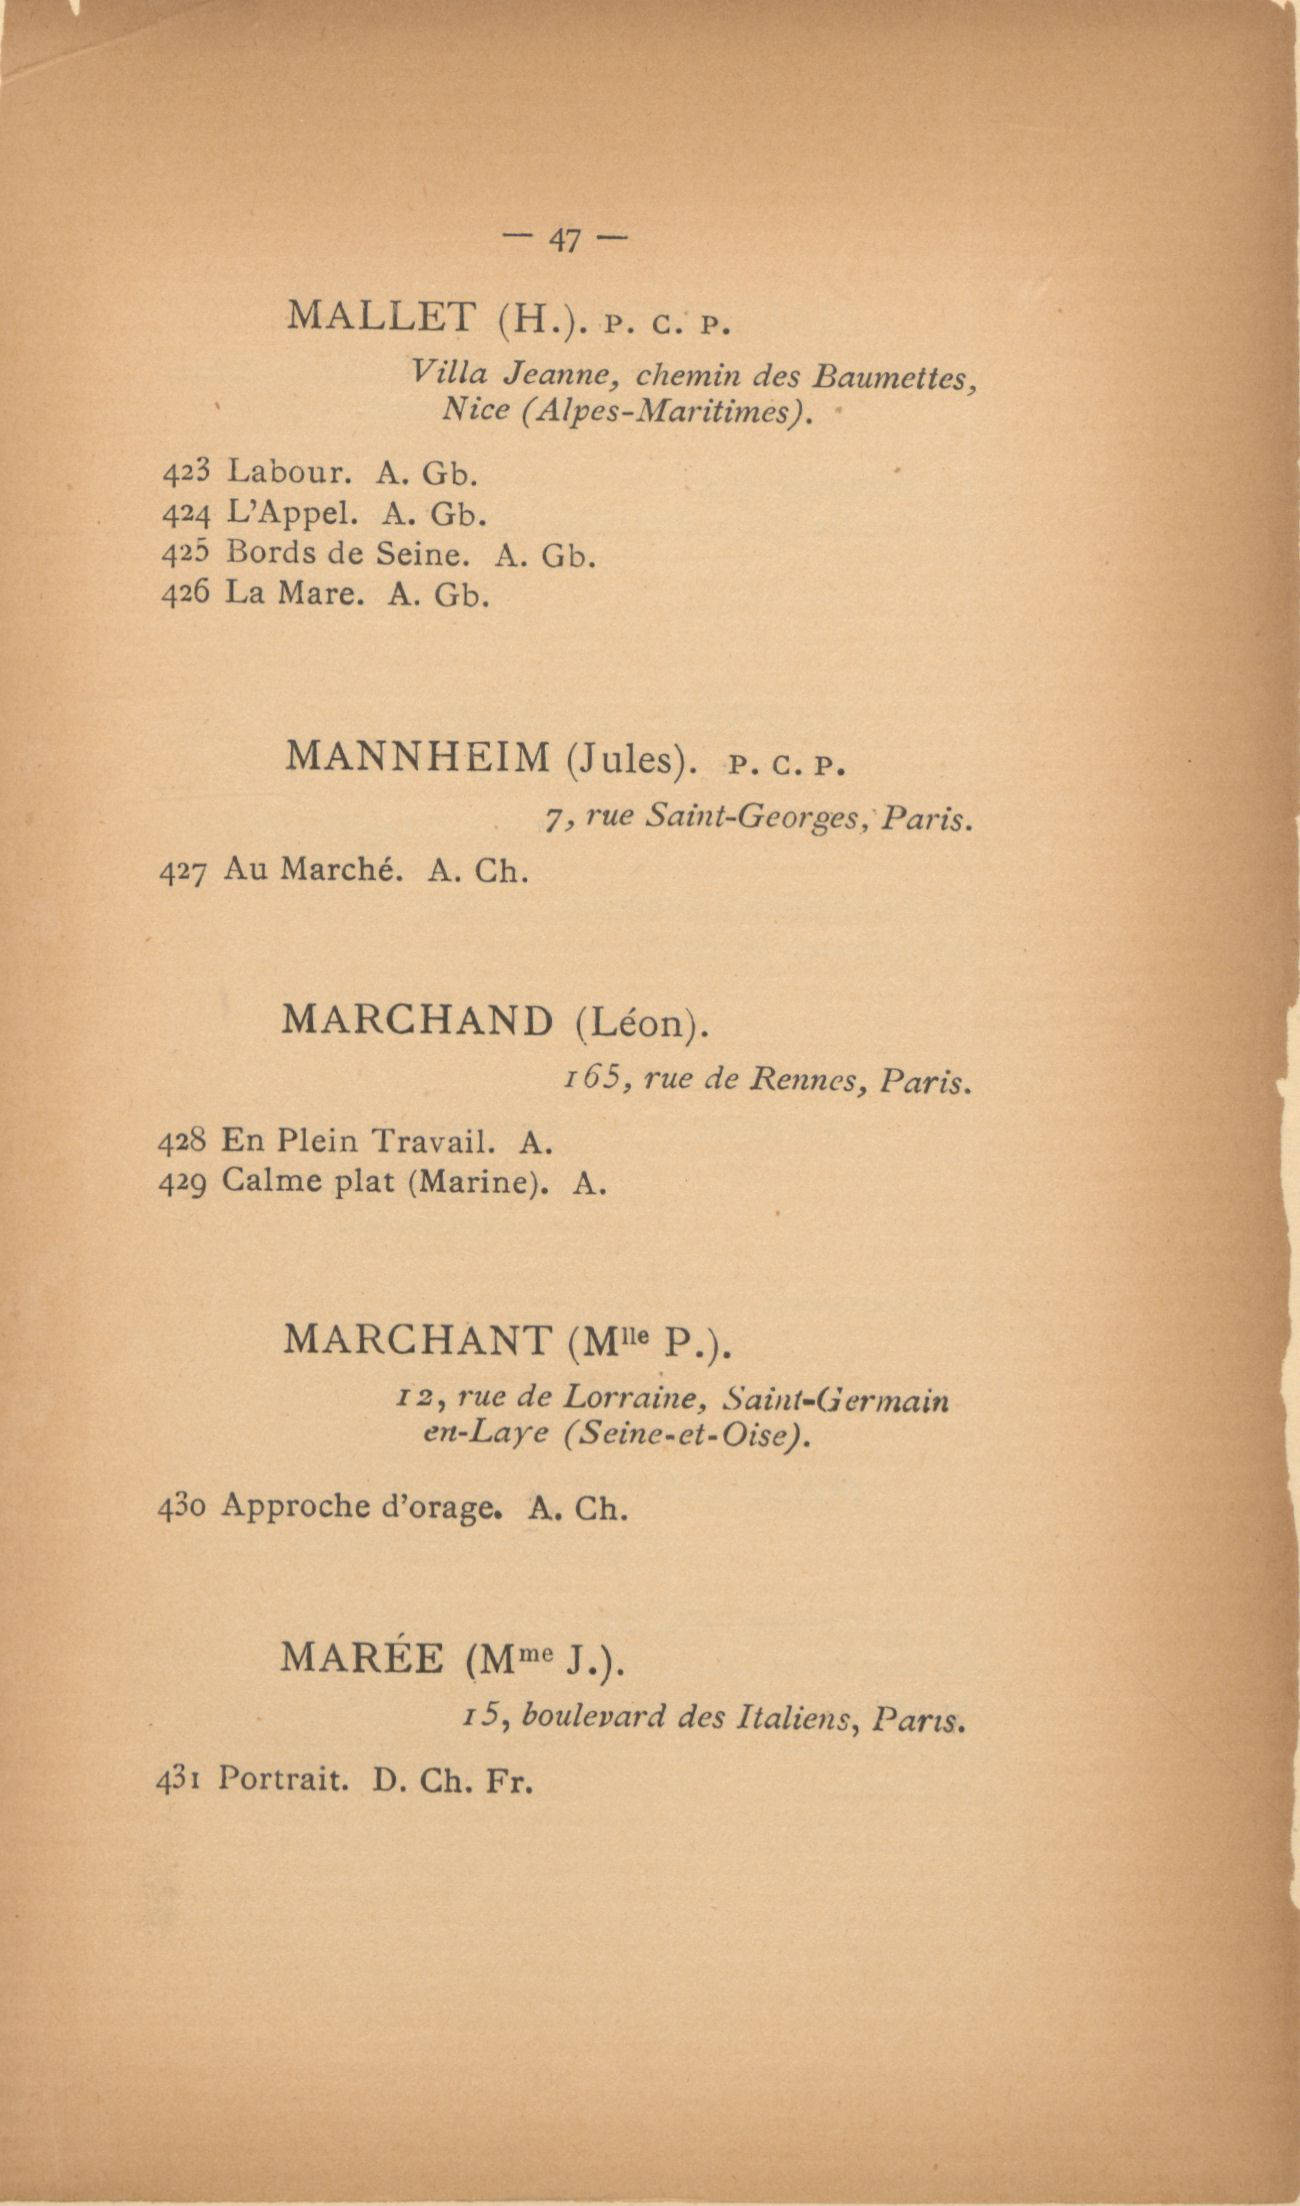 — 47 —
MALLET (H.). P. C. P.
Villa Jeanne, chemin des Baumettes,
Nice (Alpes-Maritimes).
423 Labour. A. Gb.
424 L'Appel. A. Gb.
425 Bords de Seine. A. Gb.
426 La Mare. A. Gb.
MANNHEIM (Jules). P. C. P.
7, rue Saint-Georges, Paris.
427 Au Marché. A. Ch.
MARCHAND (Léon).
165, rue de Rennes, Paris.
428 En Plein Travail. A.
429 Calme plat (Marine). A.
MARCHANT (Mlle P.).
12, rue de Lorraine, Saint-Germain
en-Laye (Seine-et-Oise).
430 Approche d'orage. A. Ch.
MARÉE (Mme J.).
15, boulevard des Italiens, Paris.
431 Portrait. D. Ch. Fr.